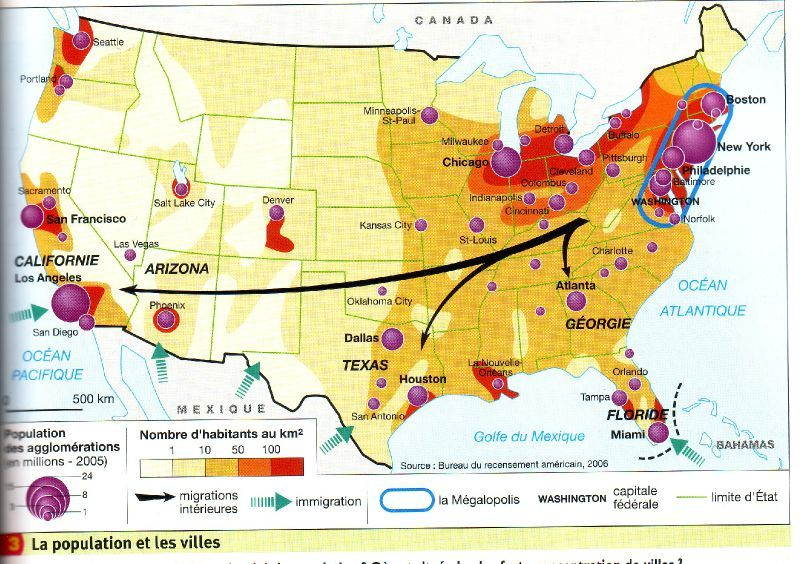 CANADA
Seattle
Portland
Minneapolis-
St-Paul
Milwaukee
Detroit
Buffalo
Boston
Chicago
Cleveland
Pittsburgh
New York
Philadelphie
Colombus
Baltimore
Indianapolis
Cincinnati
WASHINGTON
Norfolk
Sacramento
San Francisco
Salt Lake City
Denver
Kansas City
St-Louis
Las Vegas
Charlotte
CALIFORNIE
ARIZONA
Los Angeles
Oklahoma City
Atlanta
OCÉAN
ATLANTIQUE
San Diego
Phoenix
GÉORGIE
Dallas
OCÉAN
PACIFIQUE
TEXAS
La Nouvelle-
Orléans
Houston
Orlando
Tampa
FLORIDE
San Antonio
Miami
BAHAMAS
0 500 km
MEXIQUE
Golfe du Mexique
Source : Bureau du recensement américain, 2006
Population
des agglomérations
(en millions - 2005)
24
15
8
3
1
Nombre d'habitants au km²
1 10 50 100
migrations
intérieures
immigration
la Mégalopolis
WASHINGTON
capitale
fédérale
limite d'État
3 La population et les villes